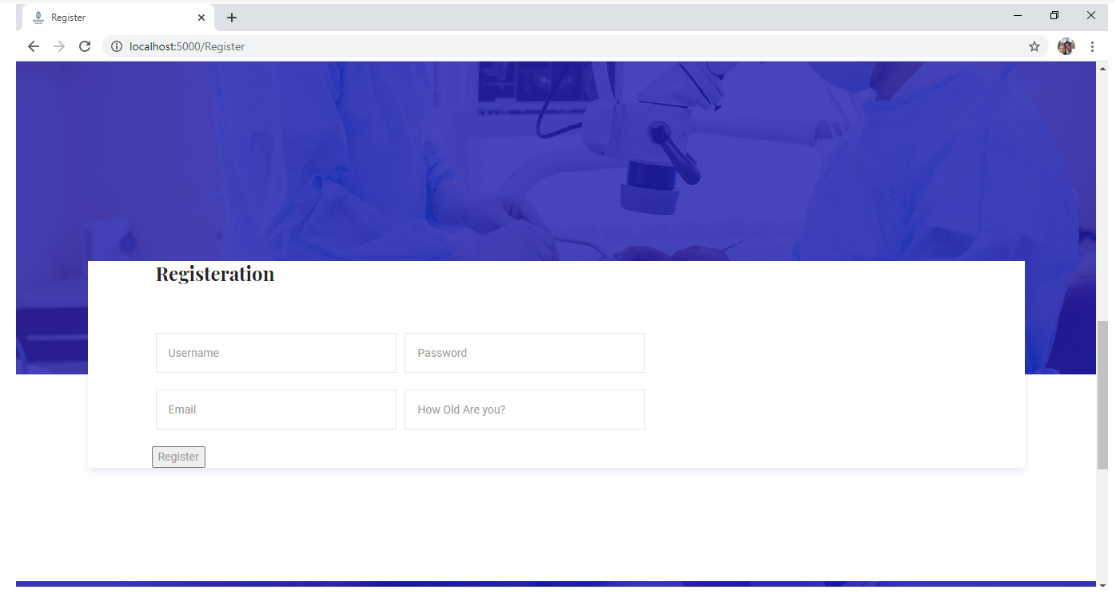 Register
localhost:5000/Register
Registeration
Username Password
Email How Old Are you?
Register